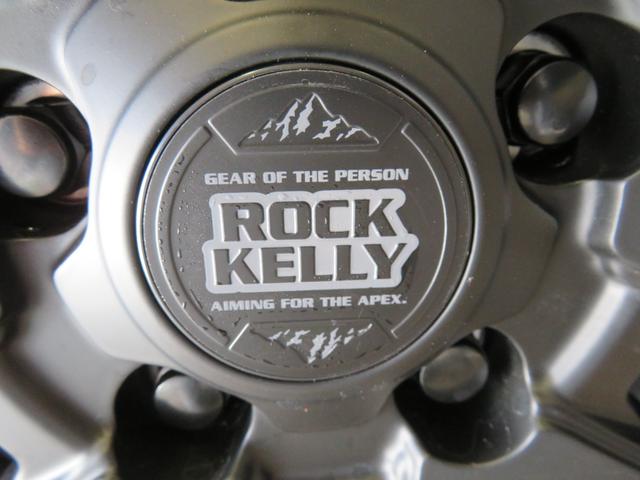 GEAR OF THE PERSON
ROCK
KELLY
AIMING FOR THE APEX.